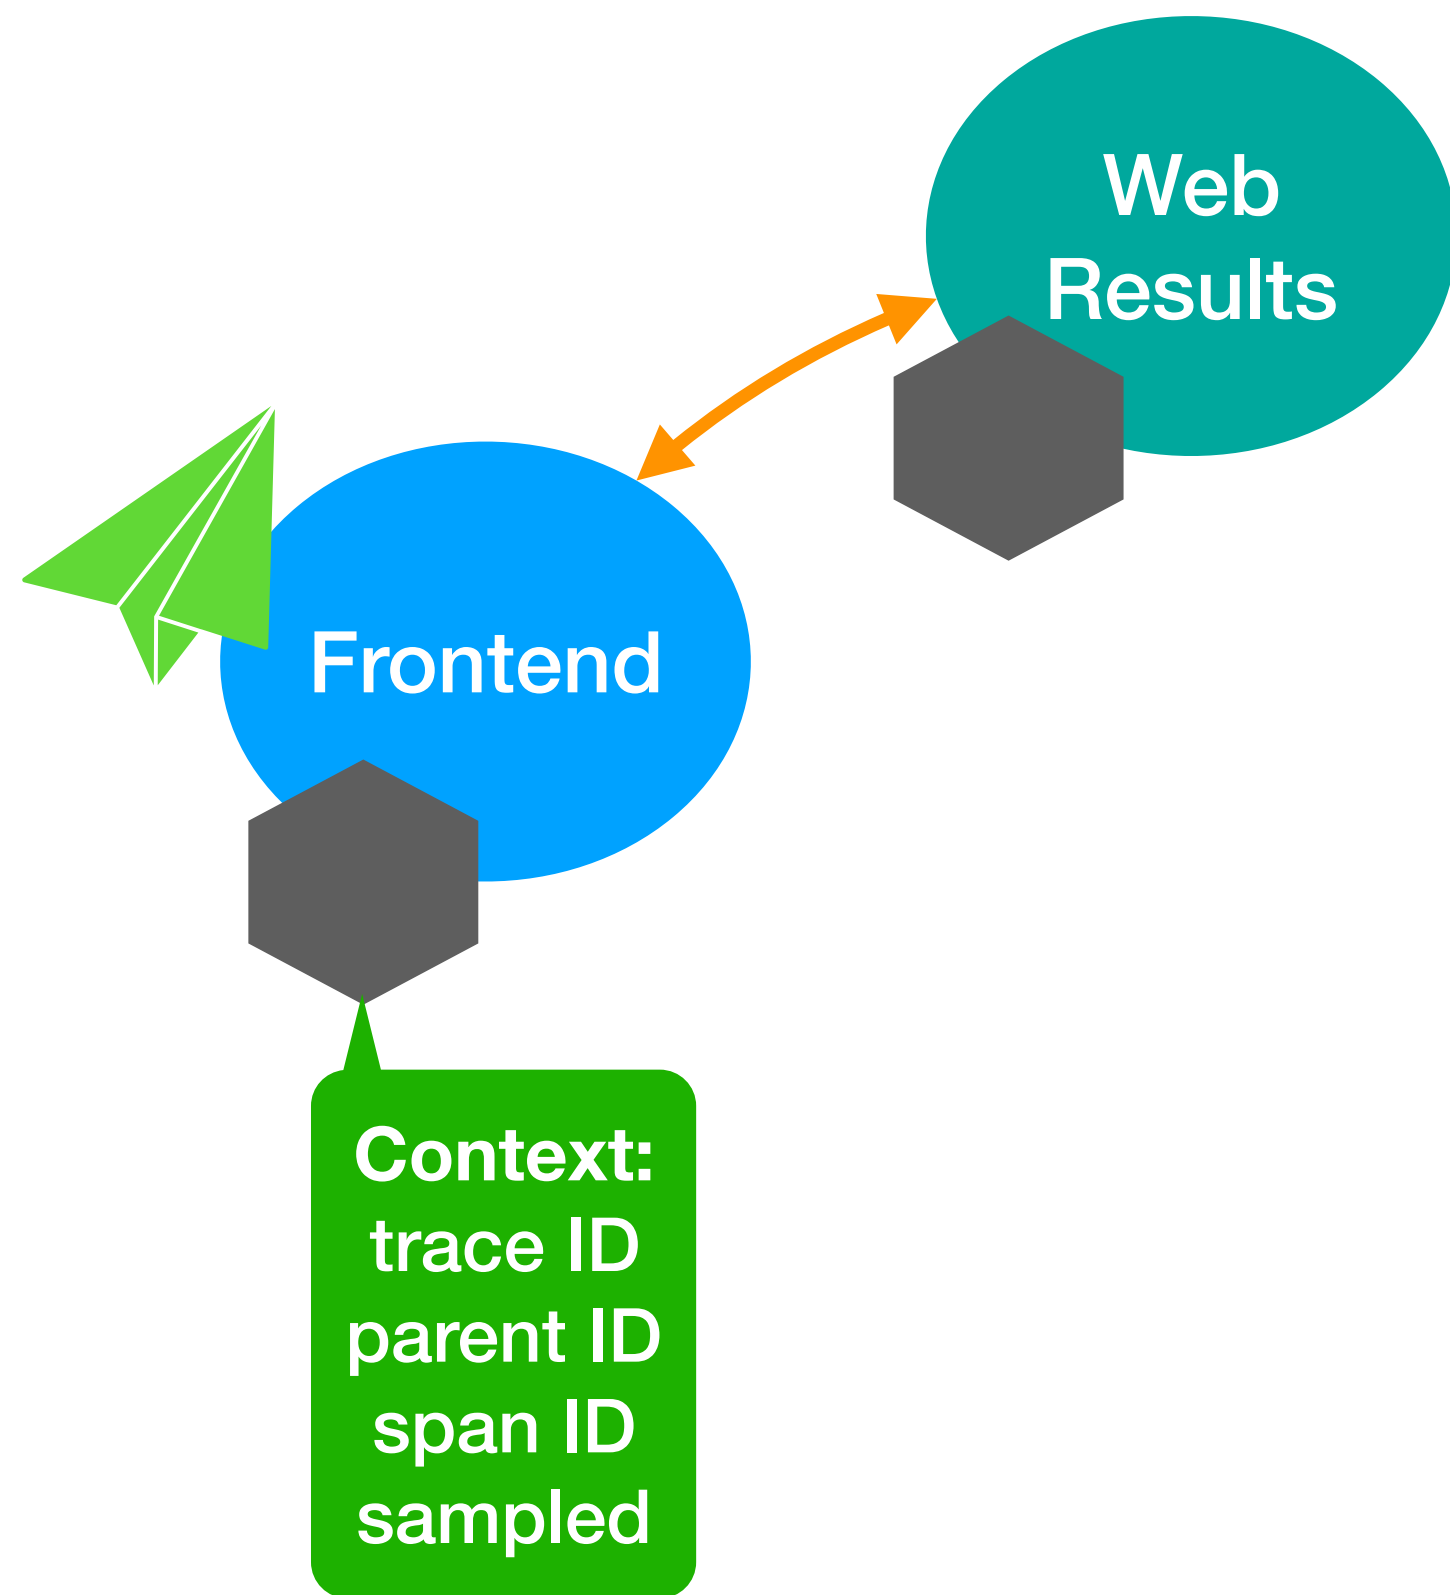 Web
Results
Frontend
Context:
trace ID
parent ID
span ID
sampled